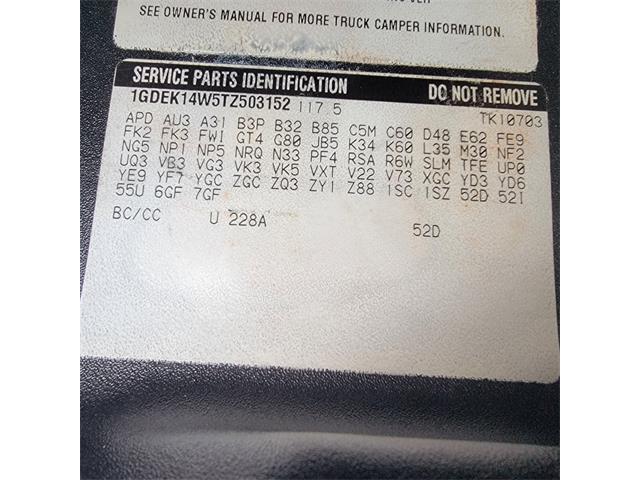 SEE OWNER'S MANUAL FOR MORE TRUCK CAMPER INFORMATION.
SERVICE PARTS IDENTIFICATION DO NOT REMOVE
1GDEK14W5TZ503152 117.5 TK10703
APD AU3 A31 B3P B32 B85 C5M C60 D48 E62 FE9
FK2 FK3 FW1 GT4 G80 JB5 K34 K60 L35 M30 NF2
NG5 NP1 NP5 NRQ N33 PF4 RSA R6W SLM TFE UP0
UQ3 VB3 VG3 VK3 VK5 VXT V22 V73 XGC YD3 YD6
YE9 YF7 YGC ZGC ZQ3 ZY1 Z88 1SC 1SZ 52D 52I
55U 6GF 7GF
BC/CC U 228A 52D